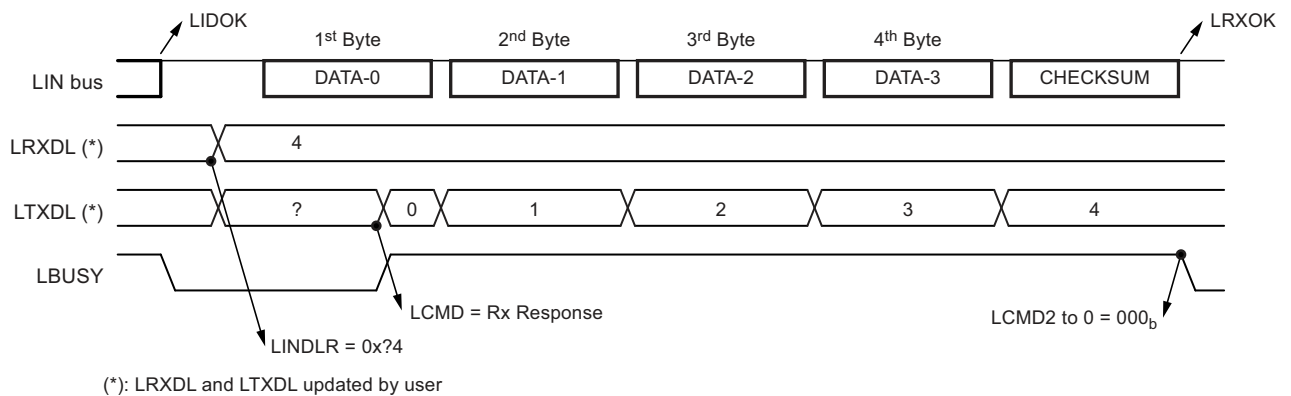 LIDOK
LRXOK
1st Byte 2nd Byte 3rd Byte 4th Byte
LIN bus DATA-0 DATA-1 DATA-2 DATA-3 CHECKSUM
LRXDL (*) 4
LTXDL (*) ? 0 1 2 3 4
LBUSY
LCMD = Rx Response
LCMD2 to 0 = 000b
LINDLR = 0x?4
(*): LRXDL and LTXDL updated by user